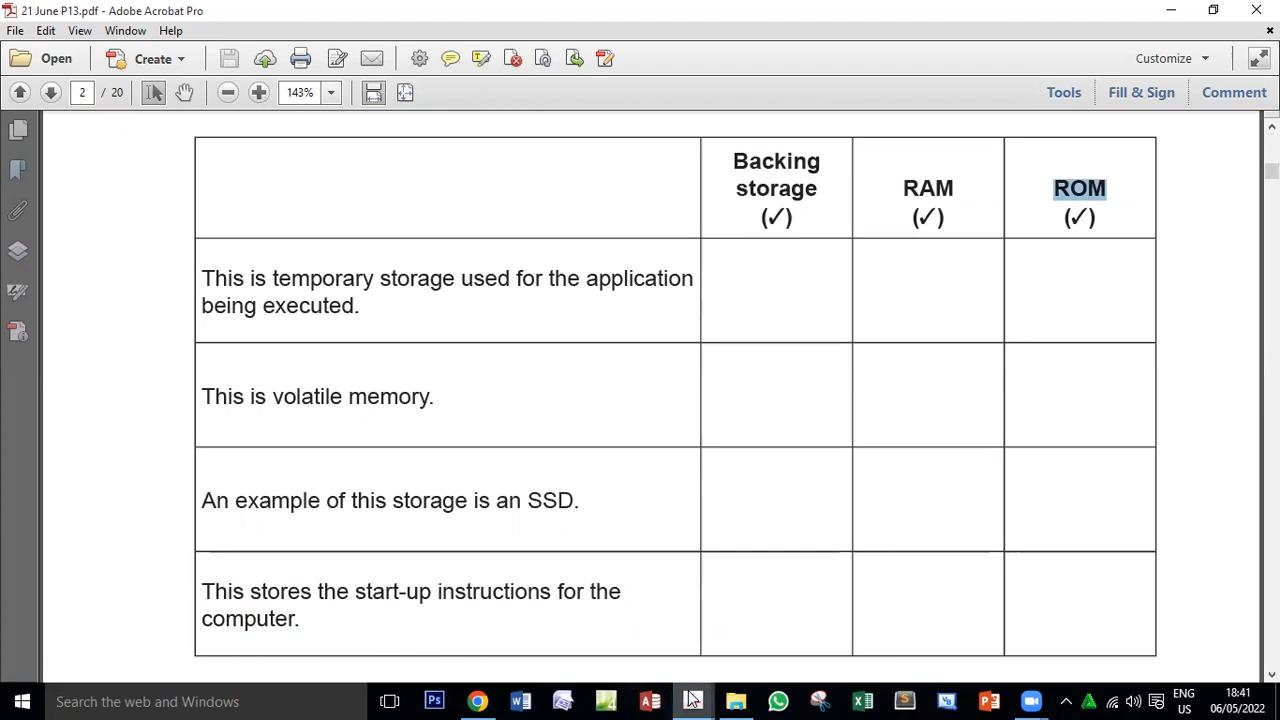 21 June P13.pdf - Adobe Acrobat Pro
File Edit View Window Help
Open Create Customize
2 / 20 143% Tools Fill & Sign Comment
Backing
storage
(✓)
RAM
(✓)
ROM
(✓)
This is temporary storage used for the application
being executed.
This is volatile memory.
An example of this storage is an SSD.
This stores the start-up instructions for the
computer.
Search the web and Windows
ENG
US
18:41
06/05/2022